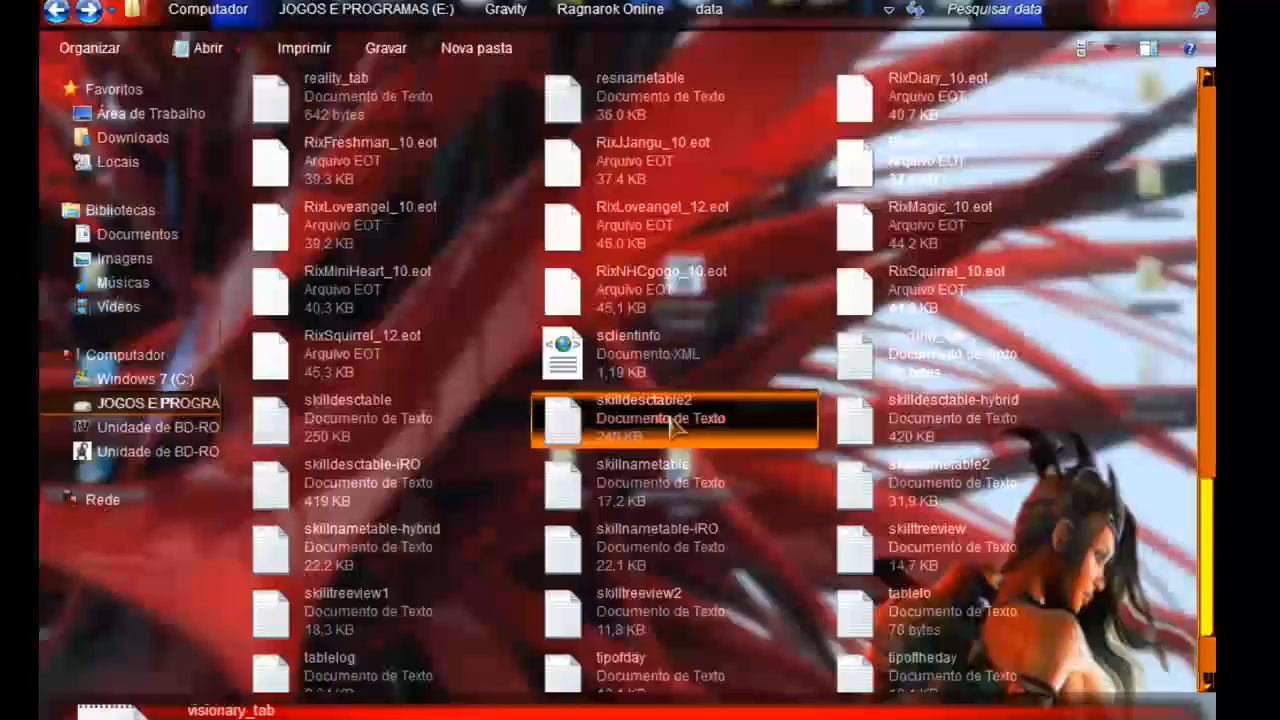 Computador JOGOS E PROGRAMAS (E:) Gravity Ragnarok Online data Pesquisar data
Organizar Abrir Imprimir Gravar Nova pasta
Favoritos
Área de Trabalho
Downloads
Locais
Bibliotecas
Documentos
Imagens
Músicas
Vídeos
Computador
Windows 7 (C:)
JOGOS E PROGRA
Unidade de BD-RO
Unidade de BD-RO
Rede
reality_tab
Documento de Texto
642 bytes
resnametable
Documento de Texto
36,0 KB
RixDiary_10.eot
Arquivo EOT
40,7 KB
RixFreshman_10.eot
Arquivo EOT
39,3 KB
RixJJangu_10.eot
Arquivo EOT
37,4 KB
Arquivo EOT
RixLoveangel_10.eot
Arquivo EOT
39,2 KB
RixLoveangel_12.eot
Arquivo EOT
46,0 KB
RixMagic_10.eot
Arquivo EOT
44,2 KB
RixMiniHeart_10.eot
Arquivo EOT
40,3 KB
RixNHCgogo_10.eot
Arquivo EOT
45,1 KB
RixSquirrel_10.eot
Arquivo EOT
RixSquirrel_12.eot
Arquivo EOT
45,3 KB
sclientinfo
Documento XML
1,19 KB
Documento de Texto
bytes
skilldesctable
Documento de Texto
250 KB
skilldesctable2
Documento de Texto
240 KB
skilldesctable-hybrid
Documento de Texto
420 KB
skilldesctable-iRO
Documento de Texto
419 KB
skillnametable
Documento de Texto
17,2 KB
skillnametable2
Documento de Texto
31,9 KB
skillnametable-hybrid
Documento de Texto
22,2 KB
skillnametable-iRO
Documento de Texto
22,1 KB
skilltreeview
Documento de Texto
14,7 KB
skilltreeview1
Documento de Texto
18,3 KB
skilltreeview2
Documento de Texto
11,8 KB
tablelo
Documento de Texto
78 bytes
tablelog
Documento de Texto
tipofday
Documento de Texto
tipoftheday
Documento de Texto
visionary_tab